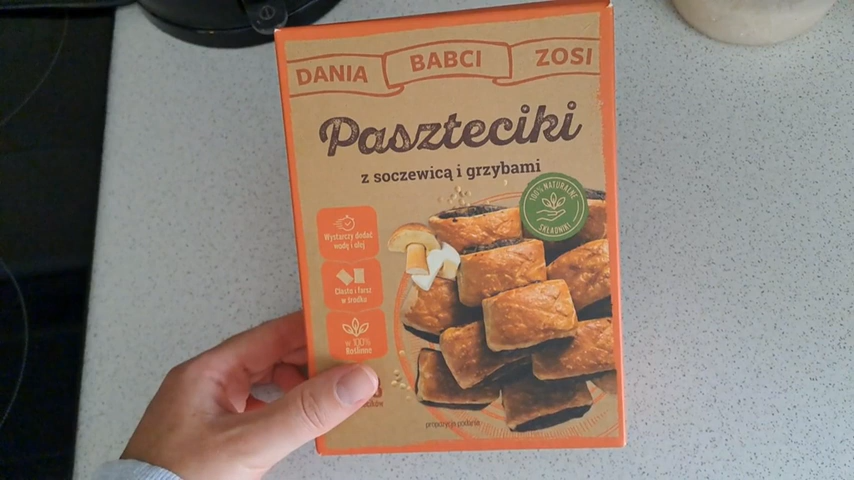 DANIA BABCI ZOSI
Paszteciki
z soczewicą i grzybami
100% NATURALNE
SKŁADNIKI
Wystarczy dodać
wodę i olej
Ciasto i farsz
w środku
w 100%
Roślinne
propozycja podania